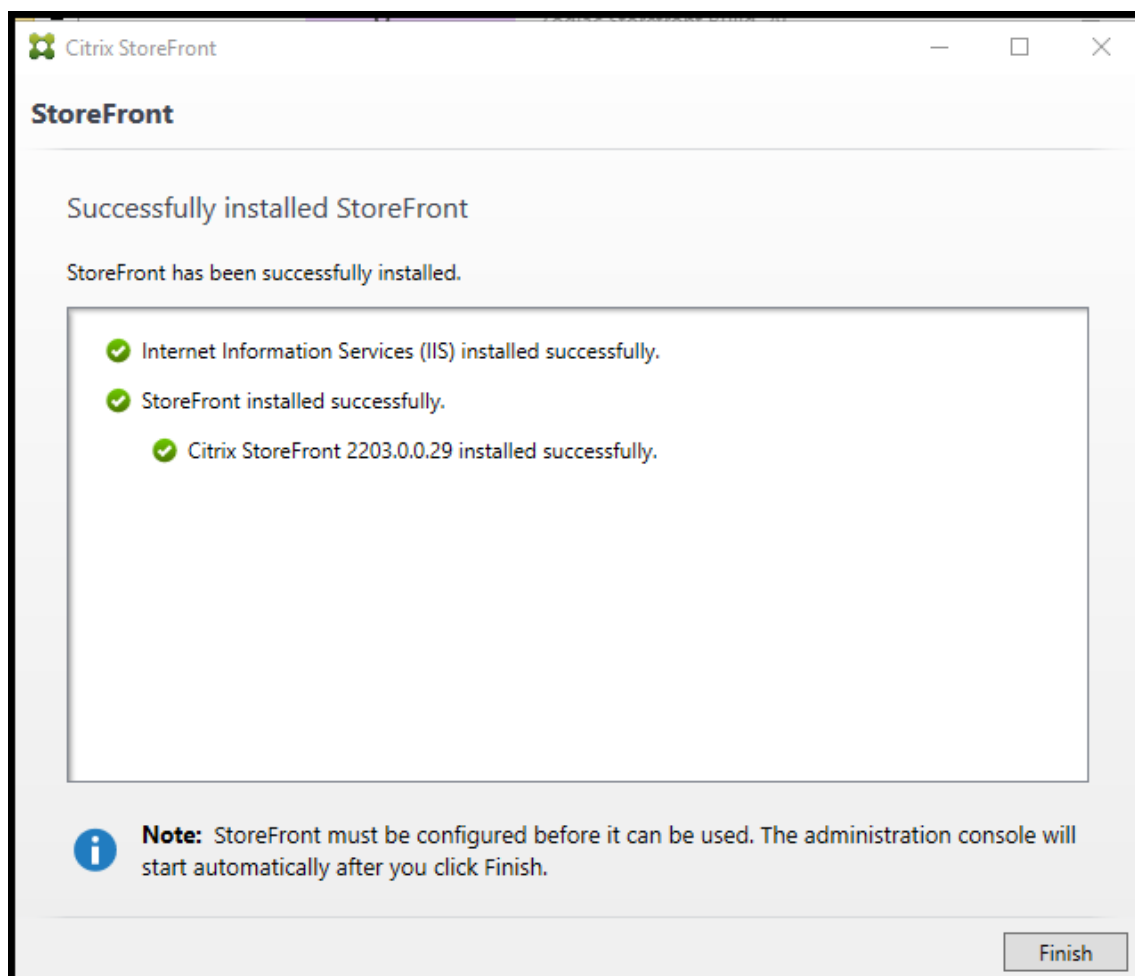 Citrix StoreFront
StoreFront
Successfully installed StoreFront
StoreFront has been successfully installed.
Internet Information Services (IIS) installed successfully.
StoreFront installed successfully.
Citrix StoreFront 2203.0.0.29 installed successfully.
Note: StoreFront must be configured before it can be used. The administration console will
start automatically after you click Finish.
Finish